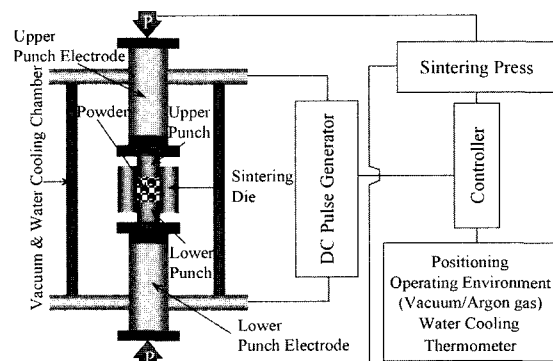 P
Upper
Punch Electrode
Powder
Upper
Punch
Vacuum & Water Cooling Chamber
Sintering
Die
Lower
Punch
Lower
Punch Electrode
P
DC Pulse Generator
Sintering Press
Controller
Positioning
Operating Environment
(Vacuum/Argon gas)
Water Cooling
Thermometer